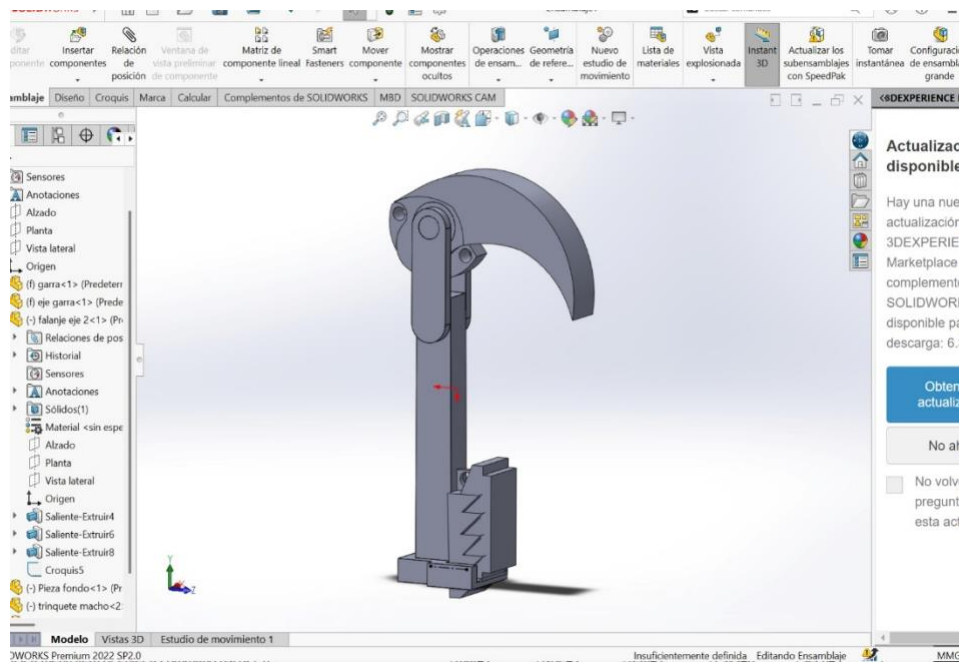 Insertar componentes
Relación de posición
Ventana de vista preliminar de componente
Matriz de componente lineal
Smart Fasteners
Mover componente
Mostrar componentes ocultos
Operaciones de ensam...
Geometría de refere...
Nuevo estudio de movimiento
Lista de materiales
Vista explosionada
Instant 3D
Actualizar los subensamblajes con SpeedPak
Tomar instantánea
Configuraci de ensambla grande
amblaje Diseño Croquis Marca Calcular Complementos de SOLIDWORKS MBD SOLIDWORKS CAM
Sensores
Anotaciones
Alzado
Planta
Vista lateral
Origen
(f) garra<1> (Predeterr
(f) eje garra<1> (Prede
(-) falanje eje 2<1> (Pr
Relaciones de pos
Historial
Sensores
Anotaciones
Sólidos(1)
Material <sin espe
Alzado
Planta
Vista lateral
Origen
Saliente-Extruir4
Saliente-Extruir6
Saliente-Extruir8
Croquis5
(-) Pieza fondo<1> (Pr
(-) trinquete macho<2
Y
Z
DEXPERIENCE
Actualizac
disponible
Hay una nue
actualización
3DEXPERIE
Marketplace
complement
SOLIDWOR
disponible pa
descarga: 6.
Obten
actualiz
No ah
No volv
pregunt
esta act
Modelo Vistas 3D Estudio de movimiento 1
OWORKS Premium 2022 SP2.0
Insuficientemente definida Editando Ensamblaje MMG